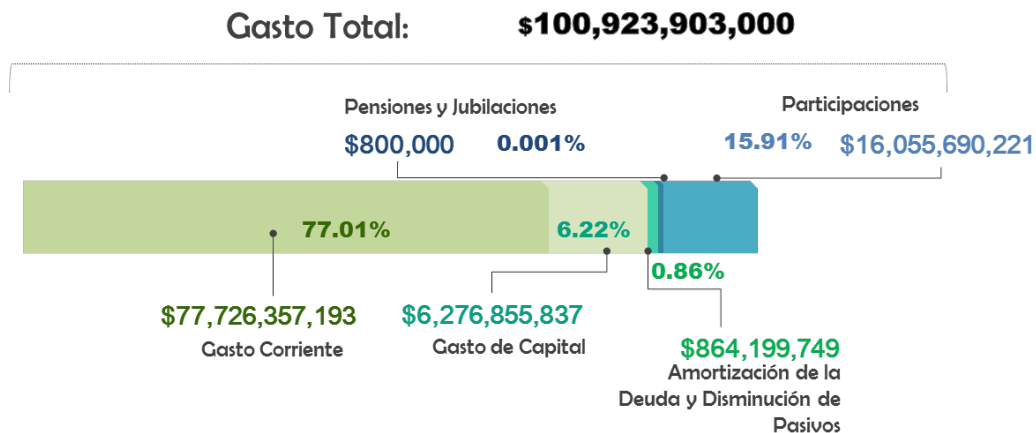 Gasto Total: $100,923,903,000
Pensiones y Jubilaciones
$800,000 0.001%
Participaciones
15.91% $16,055,690,221
77.01%
6.22%
0.86%
$77,726,357,193
Gasto Corriente
$6,276,855,837
Gasto de Capital
$864,199,749
Amortización de la
Deuda y Disminución de
Pasivos